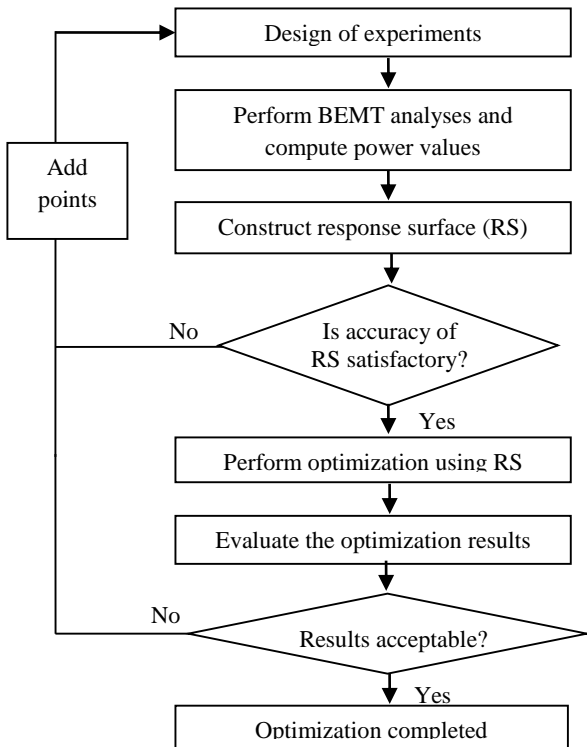 Design of experiments
Perform BEMT analyses and
compute power values
Add
points
Construct response surface (RS)
No
Is accuracy of
RS satisfactory?
Yes
Perform optimization using RS
Evaluate the optimization results
No
Results acceptable?
Yes
Optimization completed